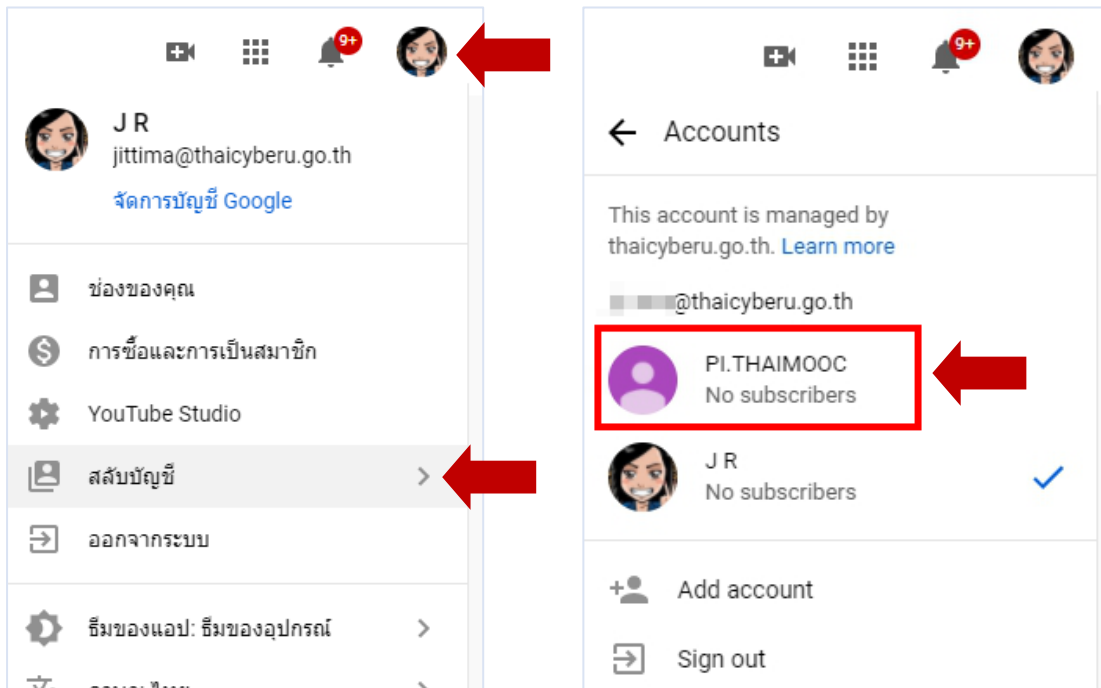 9+
J R
jittima@thaicyberu.go.th
จัดการบัญชี Google
ช่องของคุณ
การซื้อและการเป็นสมาชิก
YouTube Studio
สลับบัญชี
ออกจากระบบ
ธีมของแอป: ธีมของอุปกรณ์
9+
Accounts
This account is managed by
thaicyberu.go.th. Learn more
@thaicyberu.go.th
PI.THAIMOOC
No subscribers
J R
No subscribers
Add account
Sign out